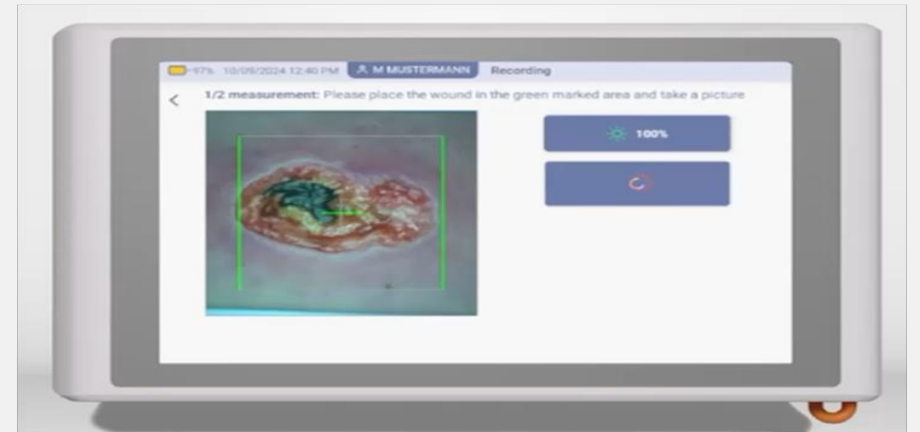 97% 10/09/2024 12:40 PM M MUSTERMANN Recording
1/2 measurement: Please place the wound in the green marked area and take a picture
100%